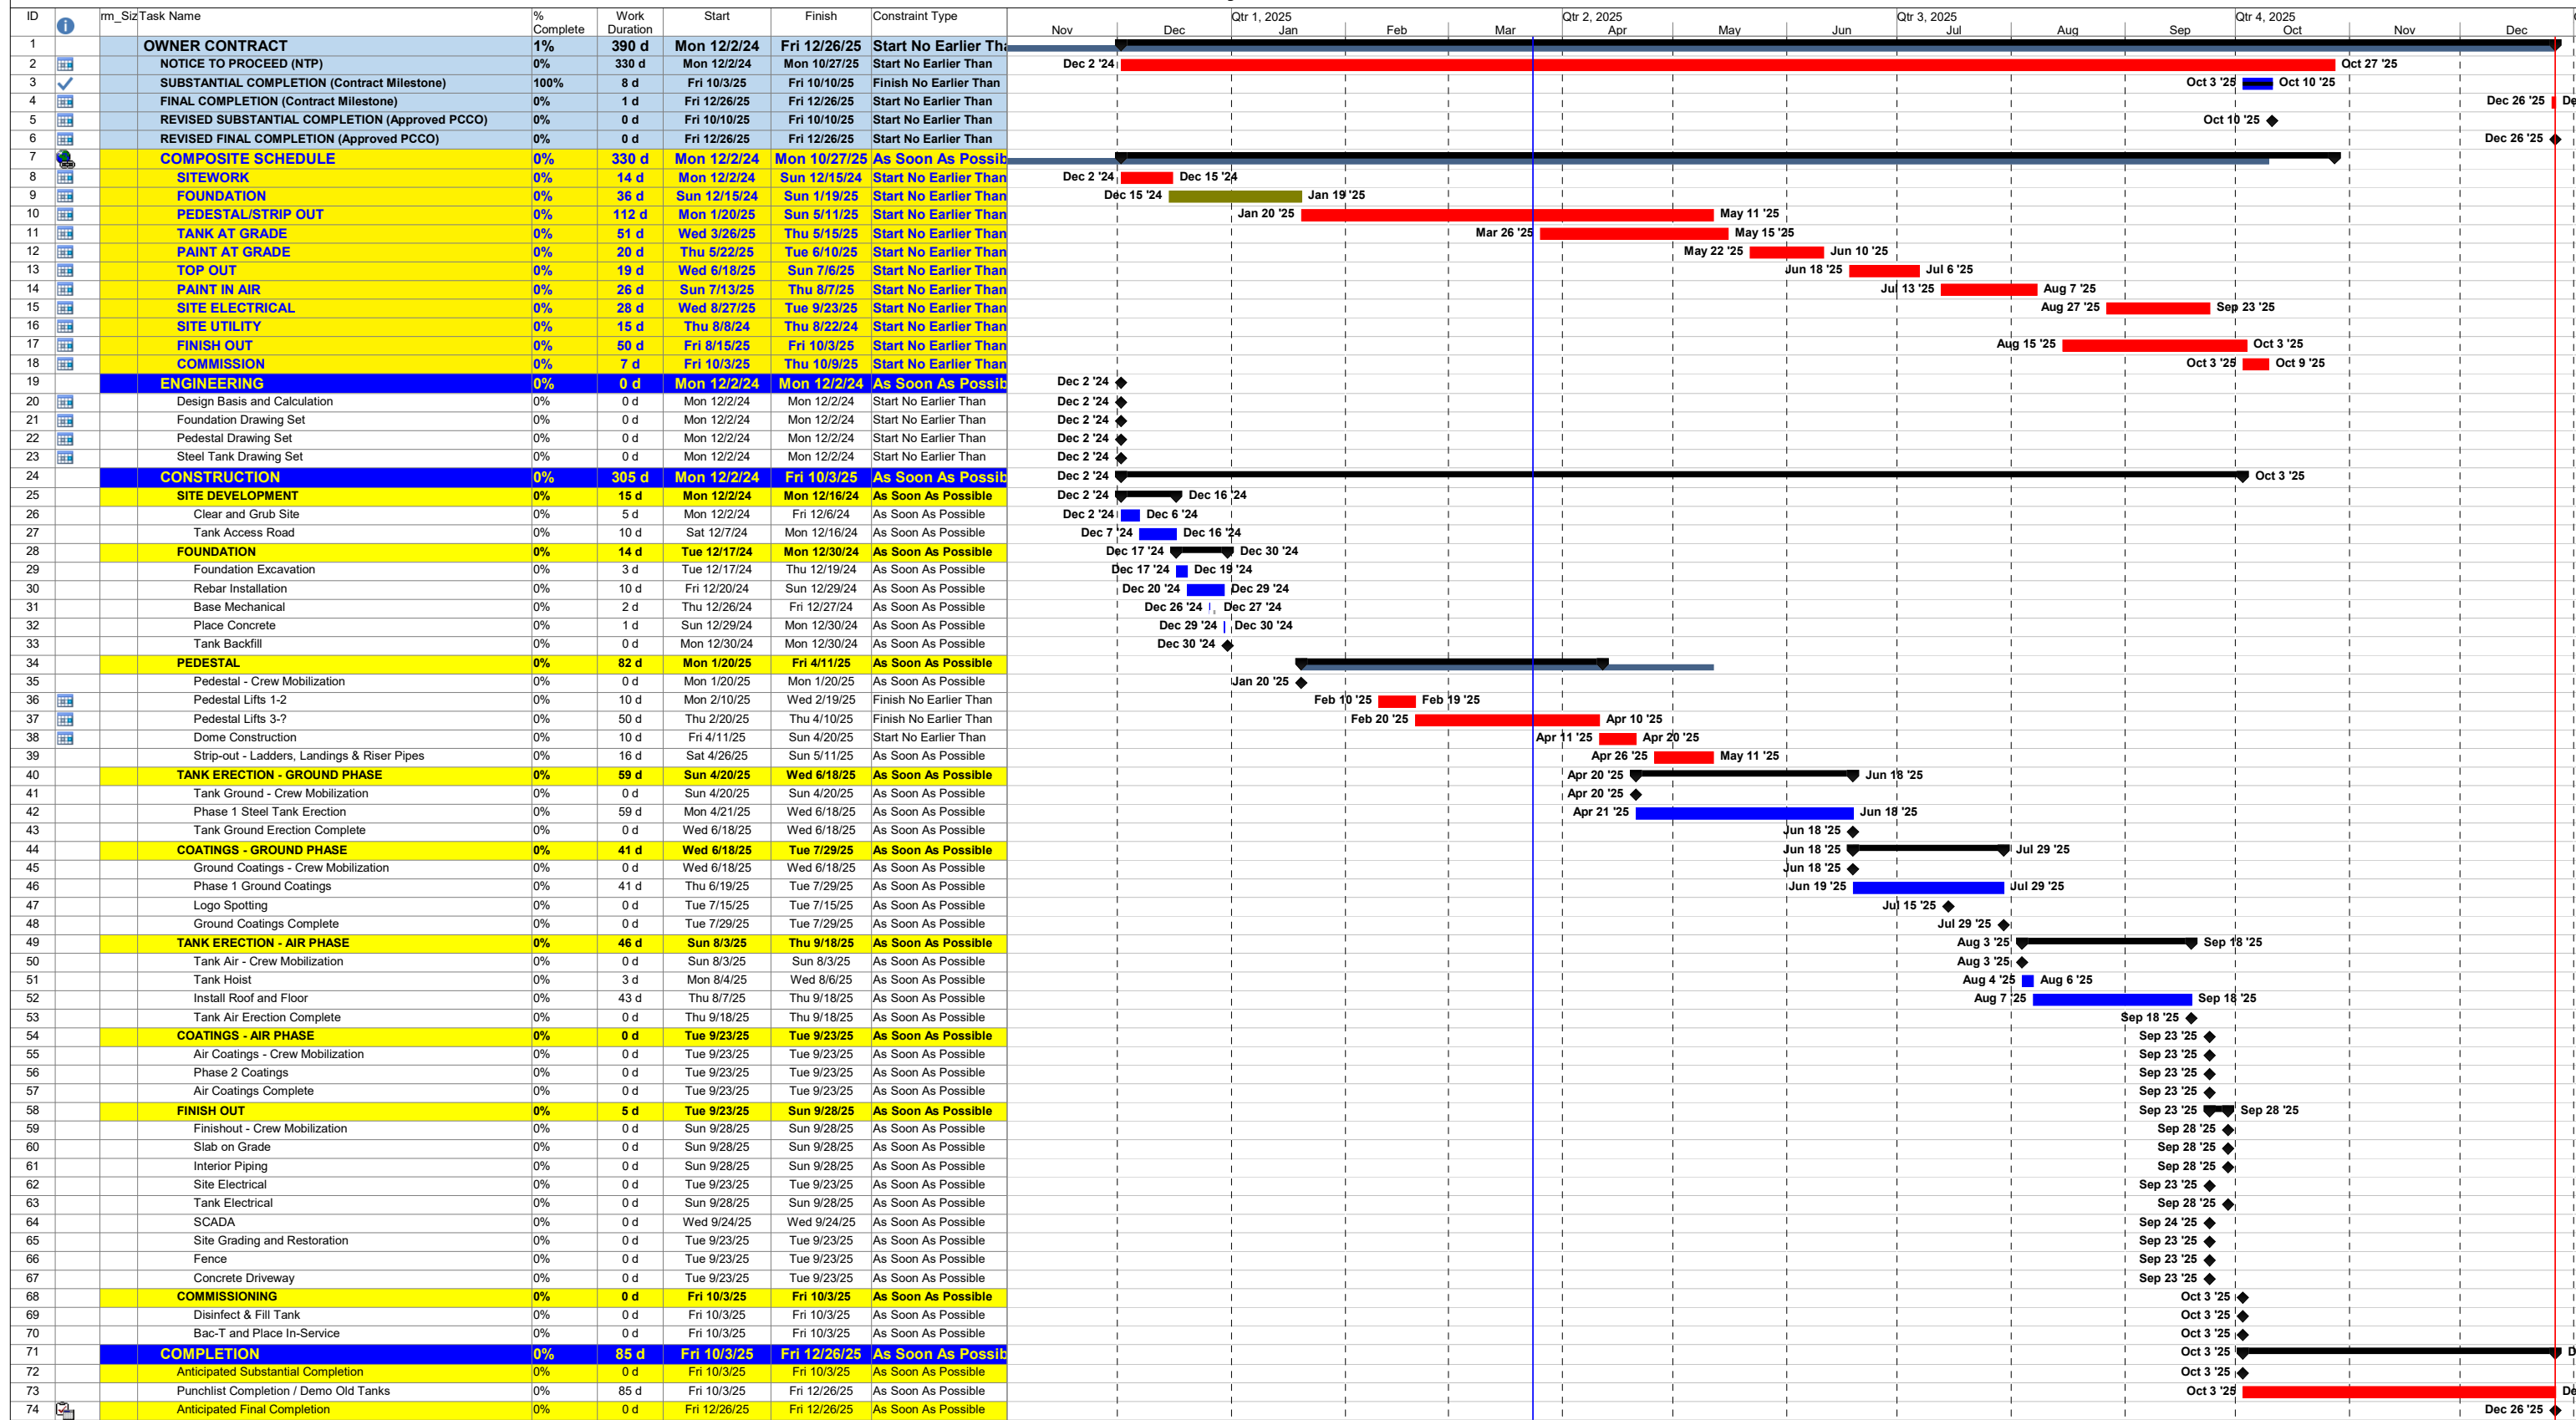 ID rm_Siz Task Name % Complete Work Duration Start Finish Constraint Type
Qtr 1, 2025 Qtr 2, 2025 Qtr 3, 2025 Qtr 4, 2025
Nov Dec Jan Feb Mar Apr May Jun Jul Aug Sep Oct Nov Dec
1 OWNER CONTRACT 1% 390 d Mon 12/2/24 Fri 12/26/25 Start No Earlier Tha
2 NOTICE TO PROCEED (NTP) 0% 330 d Mon 12/2/24 Mon 10/27/25 Start No Earlier Than Dec 2 '24 Oct 27 '25
3 SUBSTANTIAL COMPLETION (Contract Milestone) 100% 8 d Fri 10/3/25 Fri 10/10/25 Finish No Earlier Than Oct 3 '25 Oct 10 '25
4 FINAL COMPLETION (Contract Milestone) 0% 1 d Fri 12/26/25 Fri 12/26/25 Start No Earlier Than Dec 26 '25 De
5 REVISED SUBSTANTIAL COMPLETION (Approved PCCO) 0% 0 d Fri 10/10/25 Fri 10/10/25 Start No Earlier Than Oct 10 '25
6 REVISED FINAL COMPLETION (Approved PCCO) 0% 0 d Fri 12/26/25 Fri 12/26/25 Start No Earlier Than Dec 26 '25
7 COMPOSITE SCHEDULE 0% 330 d Mon 12/2/24 Mon 10/27/25 As Soon As Possib
8 SITEWORK 0% 14 d Mon 12/2/24 Sun 12/15/24 Start No Earlier Than Dec 2 '24 Dec 15 '24
9 FOUNDATION 0% 36 d Sun 12/15/24 Sun 1/19/25 Start No Earlier Than Dec 15 '24 Jan 19 '25
10 PEDESTAL/STRIP OUT 0% 112 d Mon 1/20/25 Sun 5/11/25 Start No Earlier Than Jan 20 '25 May 11 '25
11 TANK AT GRADE 0% 51 d Wed 3/26/25 Thu 5/15/25 Start No Earlier Than Mar 26 '25 May 15 '25
12 PAINT AT GRADE 0% 20 d Thu 5/22/25 Tue 6/10/25 Start No Earlier Than May 22 '25 Jun 10 '25
13 TOP OUT 0% 19 d Wed 6/18/25 Sun 7/6/25 Start No Earlier Than Jun 18 '25 Jul 6 '25
14 PAINT IN AIR 0% 26 d Sun 7/13/25 Thu 8/7/25 Start No Earlier Than Jul 13 '25 Aug 7 '25
15 SITE ELECTRICAL 0% 28 d Wed 8/27/25 Tue 9/23/25 Start No Earlier Than Aug 27 '25 Sep 23 '25
16 SITE UTILITY 0% 15 d Thu 8/8/24 Thu 8/22/24 Start No Earlier Than
17 FINISH OUT 0% 50 d Fri 8/15/25 Fri 10/3/25 Start No Earlier Than Aug 15 '25 Oct 3 '25
18 COMMISSION 0% 7 d Fri 10/3/25 Thu 10/9/25 Start No Earlier Than Oct 3 '25 Oct 9 '25
19 ENGINEERING 0% 0 d Mon 12/2/24 Mon 12/2/24 As Soon As Possib Dec 2 '24
20 Design Basis and Calculation 0% 0 d Mon 12/2/24 Mon 12/2/24 Start No Earlier Than Dec 2 '24
21 Foundation Drawing Set 0% 0 d Mon 12/2/24 Mon 12/2/24 Start No Earlier Than Dec 2 '24
22 Pedestal Drawing Set 0% 0 d Mon 12/2/24 Mon 12/2/24 Start No Earlier Than Dec 2 '24
23 Steel Tank Drawing Set 0% 0 d Mon 12/2/24 Mon 12/2/24 Start No Earlier Than Dec 2 '24
24 CONSTRUCTION 0% 305 d Mon 12/2/24 Fri 10/3/25 As Soon As Possib Dec 2 '24 Oct 3 '25
25 SITE DEVELOPMENT 0% 15 d Mon 12/2/24 Mon 12/16/24 As Soon As Possible Dec 2 '24 Dec 16 '24
26 Clear and Grub Site 0% 5 d Mon 12/2/24 Fri 12/6/24 As Soon As Possible Dec 2 '24 Dec 6 '24
27 Tank Access Road 0% 10 d Sat 12/7/24 Mon 12/16/24 As Soon As Possible Dec 7 '24 Dec 16 '24
28 FOUNDATION 0% 14 d Tue 12/17/24 Mon 12/30/24 As Soon As Possible Dec 17 '24 Dec 30 '24
29 Foundation Excavation 0% 3 d Tue 12/17/24 Thu 12/19/24 As Soon As Possible Dec 17 '24 Dec 19 '24
30 Rebar Installation 0% 10 d Fri 12/20/24 Sun 12/29/24 As Soon As Possible Dec 20 '24 Dec 29 '24
31 Base Mechanical 0% 2 d Thu 12/26/24 Fri 12/27/24 As Soon As Possible Dec 26 '24 Dec 27 '24
32 Place Concrete 0% 1 d Sun 12/29/24 Mon 12/30/24 As Soon As Possible Dec 29 '24 Dec 30 '24
33 Tank Backfill 0% 0 d Mon 12/30/24 Mon 12/30/24 As Soon As Possible Dec 30 '24
34 PEDESTAL 0% 82 d Mon 1/20/25 Fri 4/11/25 As Soon As Possible
35 Pedestal - Crew Mobilization 0% 0 d Mon 1/20/25 Mon 1/20/25 As Soon As Possible Jan 20 '25
36 Pedestal Lifts 1-2 0% 10 d Mon 2/10/25 Wed 2/19/25 Finish No Earlier Than Feb 10 '25 Feb 19 '25
37 Pedestal Lifts 3-? 0% 50 d Thu 2/20/25 Thu 4/10/25 Finish No Earlier Than Feb 20 '25 Apr 10 '25
38 Dome Construction 0% 10 d Fri 4/11/25 Sun 4/20/25 Start No Earlier Than Apr 11 '25 Apr 20 '25
39 Strip-out - Ladders, Landings & Riser Pipes 0% 16 d Sat 4/26/25 Sun 5/11/25 As Soon As Possible Apr 26 '25 May 11 '25
40 TANK ERECTION - GROUND PHASE 0% 59 d Sun 4/20/25 Wed 6/18/25 As Soon As Possible Apr 20 '25 Jun 18 '25
41 Tank Ground - Crew Mobilization 0% 0 d Sun 4/20/25 Sun 4/20/25 As Soon As Possible Apr 20 '25
42 Phase 1 Steel Tank Erection 0% 59 d Mon 4/21/25 Wed 6/18/25 As Soon As Possible Apr 21 '25 Jun 18 '25
43 Tank Ground Erection Complete 0% 0 d Wed 6/18/25 Wed 6/18/25 As Soon As Possible Jun 18 '25
44 COATINGS - GROUND PHASE 0% 41 d Wed 6/18/25 Tue 7/29/25 As Soon As Possible Jun 18 '25 Jul 29 '25
45 Ground Coatings - Crew Mobilization 0% 0 d Wed 6/18/25 Wed 6/18/25 As Soon As Possible Jun 18 '25
46 Phase 1 Ground Coatings 0% 41 d Thu 6/19/25 Tue 7/29/25 As Soon As Possible Jun 19 '25 Jul 29 '25
47 Logo Spotting 0% 0 d Tue 7/15/25 Tue 7/15/25 As Soon As Possible Jul 15 '25
48 Ground Coatings Complete 0% 0 d Tue 7/29/25 Tue 7/29/25 As Soon As Possible Jul 29 '25
49 TANK ERECTION - AIR PHASE 0% 46 d Sun 8/3/25 Thu 9/18/25 As Soon As Possible Aug 3 '25 Sep 18 '25
50 Tank Air - Crew Mobilization 0% 0 d Sun 8/3/25 Sun 8/3/25 As Soon As Possible Aug 3 '25
51 Tank Hoist 0% 3 d Mon 8/4/25 Wed 8/6/25 As Soon As Possible Aug 4 '25 Aug 6 '25
52 Install Roof and Floor 0% 43 d Thu 8/7/25 Thu 9/18/25 As Soon As Possible Aug 7 '25 Sep 18 '25
53 Tank Air Erection Complete 0% 0 d Thu 9/18/25 Thu 9/18/25 As Soon As Possible Sep 18 '25
54 COATINGS - AIR PHASE 0% 0 d Tue 9/23/25 Tue 9/23/25 As Soon As Possible Sep 23 '25
55 Air Coatings - Crew Mobilization 0% 0 d Tue 9/23/25 Tue 9/23/25 As Soon As Possible Sep 23 '25
56 Phase 2 Coatings 0% 0 d Tue 9/23/25 Tue 9/23/25 As Soon As Possible Sep 23 '25
57 Air Coatings Complete 0% 0 d Tue 9/23/25 Tue 9/23/25 As Soon As Possible Sep 23 '25
58 FINISH OUT 0% 5 d Tue 9/23/25 Sun 9/28/25 As Soon As Possible Sep 23 '25 Sep 28 '25
59 Finishout - Crew Mobilization 0% 0 d Sun 9/28/25 Sun 9/28/25 As Soon As Possible Sep 28 '25
60 Slab on Grade 0% 0 d Sun 9/28/25 Sun 9/28/25 As Soon As Possible Sep 28 '25
61 Interior Piping 0% 0 d Sun 9/28/25 Sun 9/28/25 As Soon As Possible Sep 28 '25
62 Site Electrical 0% 0 d Tue 9/23/25 Tue 9/23/25 As Soon As Possible Sep 23 '25
63 Tank Electrical 0% 0 d Sun 9/28/25 Sun 9/28/25 As Soon As Possible Sep 28 '25
64 SCADA 0% 0 d Wed 9/24/25 Wed 9/24/25 As Soon As Possible Sep 24 '25
65 Site Grading and Restoration 0% 0 d Tue 9/23/25 Tue 9/23/25 As Soon As Possible Sep 23 '25
66 Fence 0% 0 d Tue 9/23/25 Tue 9/23/25 As Soon As Possible Sep 23 '25
67 Concrete Driveway 0% 0 d Tue 9/23/25 Tue 9/23/25 As Soon As Possible Sep 23 '25
68 COMMISSIONING 0% 0 d Fri 10/3/25 Fri 10/3/25 As Soon As Possible Oct 3 '25
69 Disinfect & Fill Tank 0% 0 d Fri 10/3/25 Fri 10/3/25 As Soon As Possible Oct 3 '25
70 Bac-T and Place In-Service 0% 0 d Fri 10/3/25 Fri 10/3/25 As Soon As Possible Oct 3 '25
71 COMPLETION 0% 85 d Fri 10/3/25 Fri 12/26/25 As Soon As Possib Oct 3 '25 D
72 Anticipated Substantial Completion 0% 0 d Fri 10/3/25 Fri 10/3/25 As Soon As Possible Oct 3 '25
73 Punchlist Completion / Demo Old Tanks 0% 85 d Fri 10/3/25 Fri 12/26/25 As Soon As Possible Oct 3 '25 De
74 Anticipated Final Completion 0% 0 d Fri 12/26/25 Fri 12/26/25 As Soon As Possible Dec 26 '25